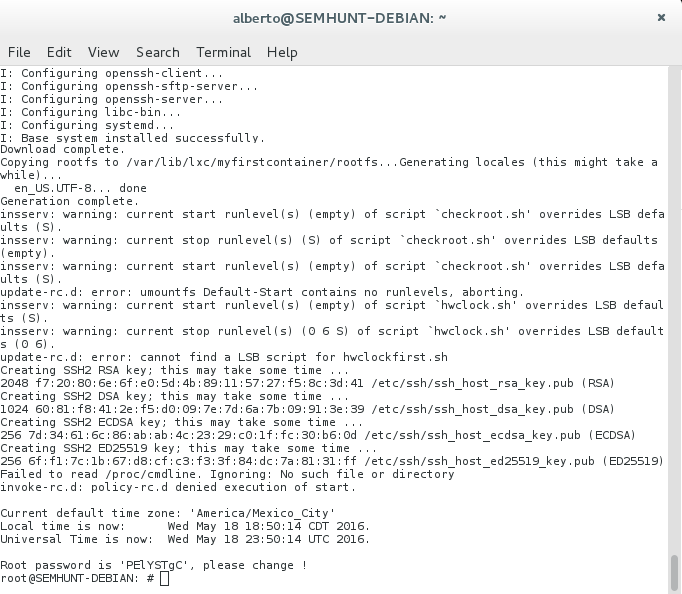 alberto@SEMHUNT-DEBIAN: ~
×
File Edit View Search Terminal Help
I: Configuring openssh-client...
I: Configuring openssh-sftp-server...
I: Configuring openssh-server...
I: Configuring libc-bin...
I: Configuring systemd...
I: Base system installed successfully.
Download complete.
Copying rootfs to /var/lib/lxc/myfirstcontainer/rootfs...Generating locales (this might take a
while)...
en_US.UTF-8... done
Generation complete.
insserv: warning: current start runlevel(s) (empty) of script `checkroot.sh' overrides LSB defa
ults (S).
insserv: warning: current stop runlevel(s) (S) of script `checkroot.sh' overrides LSB defaults
(empty).
insserv: warning: current start runlevel(s) (empty) of script `checkroot.sh' overrides LSB defa
ults (S).
update-rc.d: error: umountfs Default-Start contains no runlevels, aborting.
insserv: warning: current start runlevel(s) (empty) of script `hwclock.sh' overrides LSB defaul
ts (S).
insserv: warning: current stop runlevel(s) (0 6 S) of script `hwclock.sh' overrides LSB default
s (0 6).
update-rc.d: error: cannot find a LSB script for hwclockfirst.sh
Creating SSH2 RSA key; this may take some time ...
2048 f7:20:80:6e:6f:e0:5d:4b:89:11:57:27:f5:8c:3d:41 /etc/ssh/ssh_host_rsa_key.pub (RSA)
Creating SSH2 DSA key; this may take some time ...
1024 60:81:f8:41:2e:f5:d0:09:7e:7d:6a:7b:09:91:3e:39 /etc/ssh/ssh_host_dsa_key.pub (DSA)
Creating SSH2 ECDSA key; this may take some time ...
256 7d:34:61:6c:86:ab:ab:4c:23:29:c0:1f:fc:30:b6:0d /etc/ssh/ssh_host_ecdsa_key.pub (ECDSA)
Creating SSH2 ED25519 key; this may take some time ...
256 6f:f1:7c:1b:67:d8:cf:c3:f3:3f:84:dc:7a:81:31:ff /etc/ssh/ssh_host_ed25519_key.pub (ED25519)
Failed to read /proc/cmdline. Ignoring: No such file or directory
invoke-rc.d: policy-rc.d denied execution of start.
Current default time zone: 'America/Mexico_City'
Local time is now:      Wed May 18 18:50:14 CDT 2016.
Universal Time is now:  Wed May 18 23:50:14 UTC 2016.
Root password is 'PElYSTgC', please change !
root@SEMHUNT-DEBIAN: #